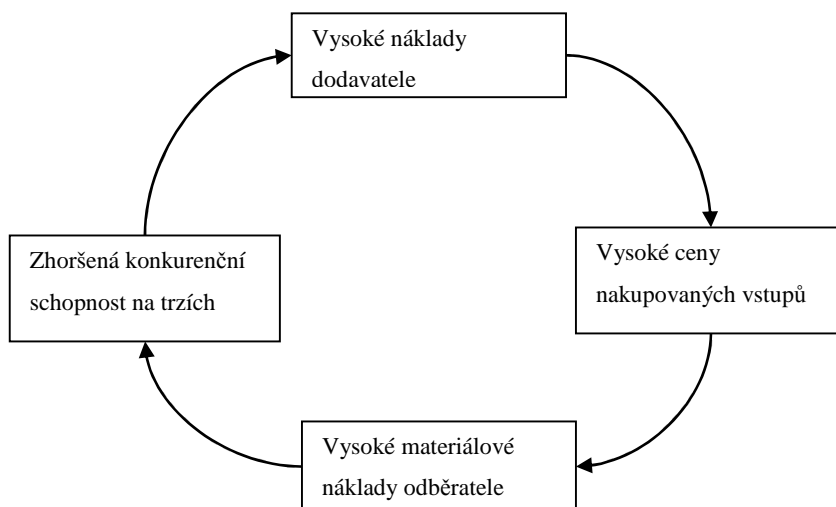 Vysoké náklady
dodavatele
Vysoké ceny
nakupovaných vstupů
Vysoké materiálové
náklady odběratele
Zhoršená konkurenční
schopnost na trzích